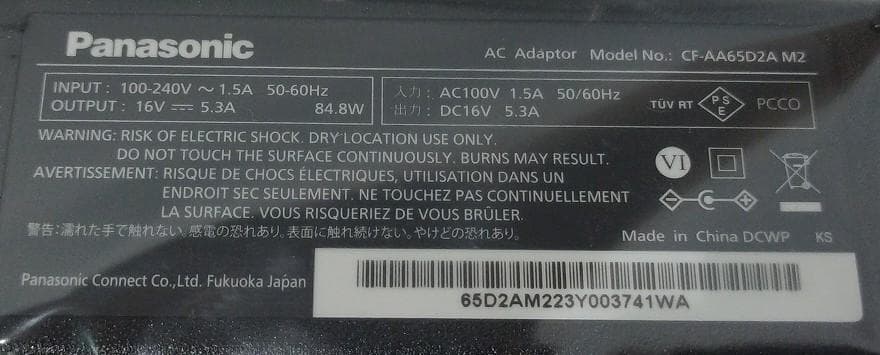 Panasonic
AC Adaptor Model No.: CF-AA65D2A M2
INPUT : 100-240V ～ 1.5A 50-60Hz
OUTPUT : 16V ⎓ 5.3A 84.8W
入力 : AC100V 1.5A 50/60Hz
出力 : DC16V 5.3A
TÜV RT PSE PCCO
WARNING: RISK OF ELECTRIC SHOCK. DRY LOCATION USE ONLY.
DO NOT TOUCH THE SURFACE CONTINUOUSLY. BURNS MAY RESULT.
AVERTISSEMENT: RISQUE DE CHOCS ÉLECTRIQUES, UTILISATION DANS UN
ENDROIT SEC SEULEMENT. NE TOUCHEZ PAS CONTINUELLEMENT
LA SURFACE. VOUS RISQUERIEZ DE VOUS BRÛLER.
警告: 濡れた手で触れない。感電の恐れあり。表面に触れ続けない。やけどの恐れあり。
VI
Made in China DCWP KS
Panasonic Connect Co.,Ltd. Fukuoka Japan
65D2AM223Y003741WA